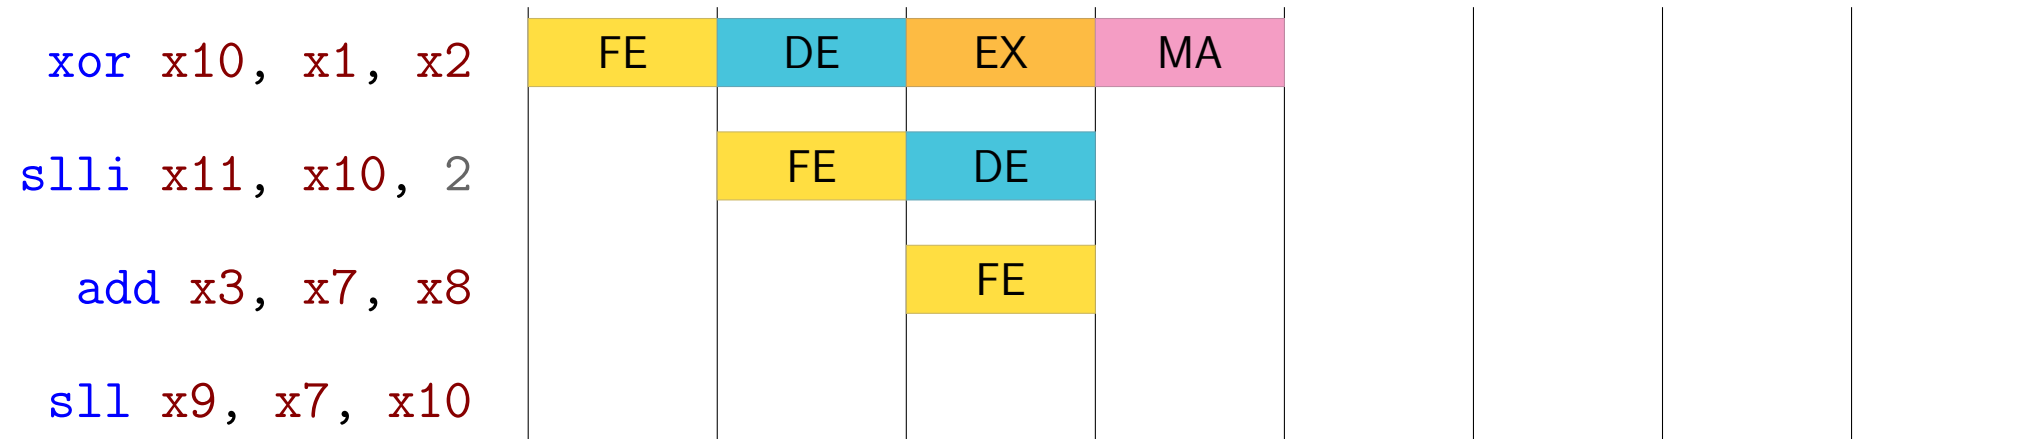 xor x10, x1, x2 FE DE EX MA
slli x11, x10, 2 FE DE
add x3, x7, x8 FE
sll x9, x7, x10